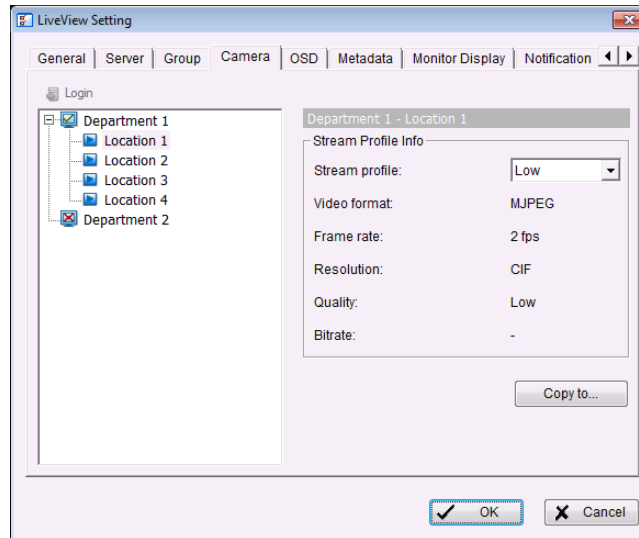 LiveView Setting
General Server Group Camera OSD Metadata Monitor Display Notification
Login
Department 1
Location 1
Location 2
Location 3
Location 4
Department 2
Department 1 - Location 1
Stream Profile Info
Stream profile: Low
Video format: MJPEG
Frame rate: 2 fps
Resolution: CIF
Quality: Low
Bitrate: -
Copy to...
OK Cancel